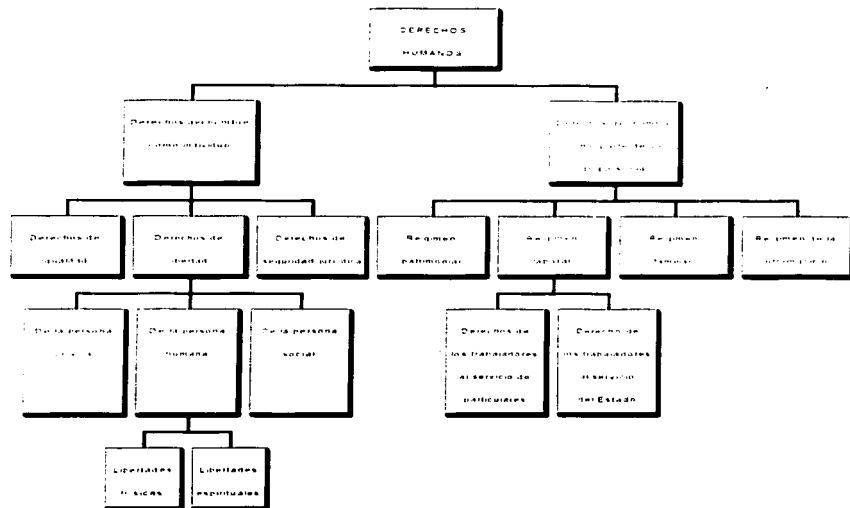 DERECHOS
HUMANOS
Derechos del hombre
como individuo
Derechos de
igualdad
Derechos de
libertad
Derechos de
seguridad jurídica
Régimen
patrimonial
Régimen
laboral
Régimen
familiar
Régimen de la
De la persona
De la persona
humana
De la persona
social
Derechos de
los trabajadores
al servicio de
particulares
Derecho de
los trabajadores
al servicio
del Estado
Libertades
físicas
Libertades
espirituales